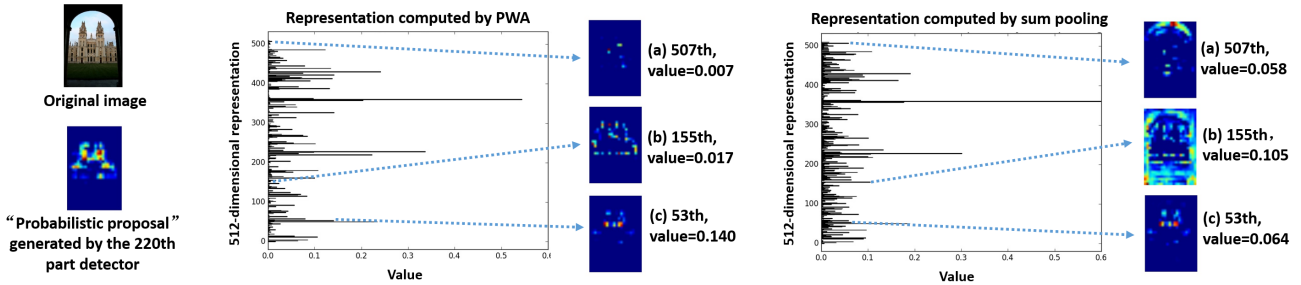 Original image
“Probabilistic proposal”
generated by the 220th
part detector
Representation computed by PWA
512-dimensional representation
500
400
300
200
100
0
0.0
0.1
0.2
0.3
0.4
0.5
Value
(a) 507th,
value=0.007
(b) 155th,
value=0.017
(c) 53th,
value=0.140
Representation computed by sum pooling
512-dimensional representation
500
400
300
200
100
0
0.0
0.1
0.2
0.3
0.4
0.5
0.6
Value
(a) 507th,
value=0.058
(b) 155th，
value=0.105
(c) 53th,
value=0.064